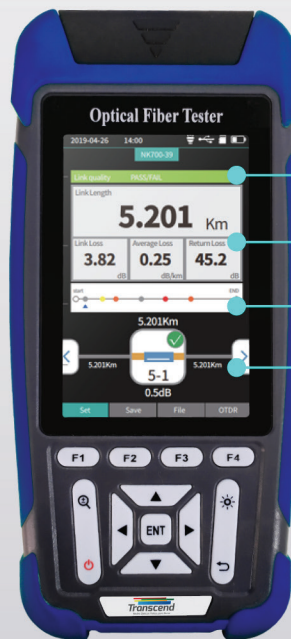 Optical Fiber Tester
2019-04-26 14:00
NK700-39
Link quality PASS/FAIL
Link Length
5.201 Km
Link Loss Average Loss Return Loss
3.82 0.25 45.2
dB dB/km dB
start END
5.201Km
5.201Km 5.201Km
5-1
0.5dB
Set Save File OTDR
F1 F2 F3 F4
ENT
Transcend